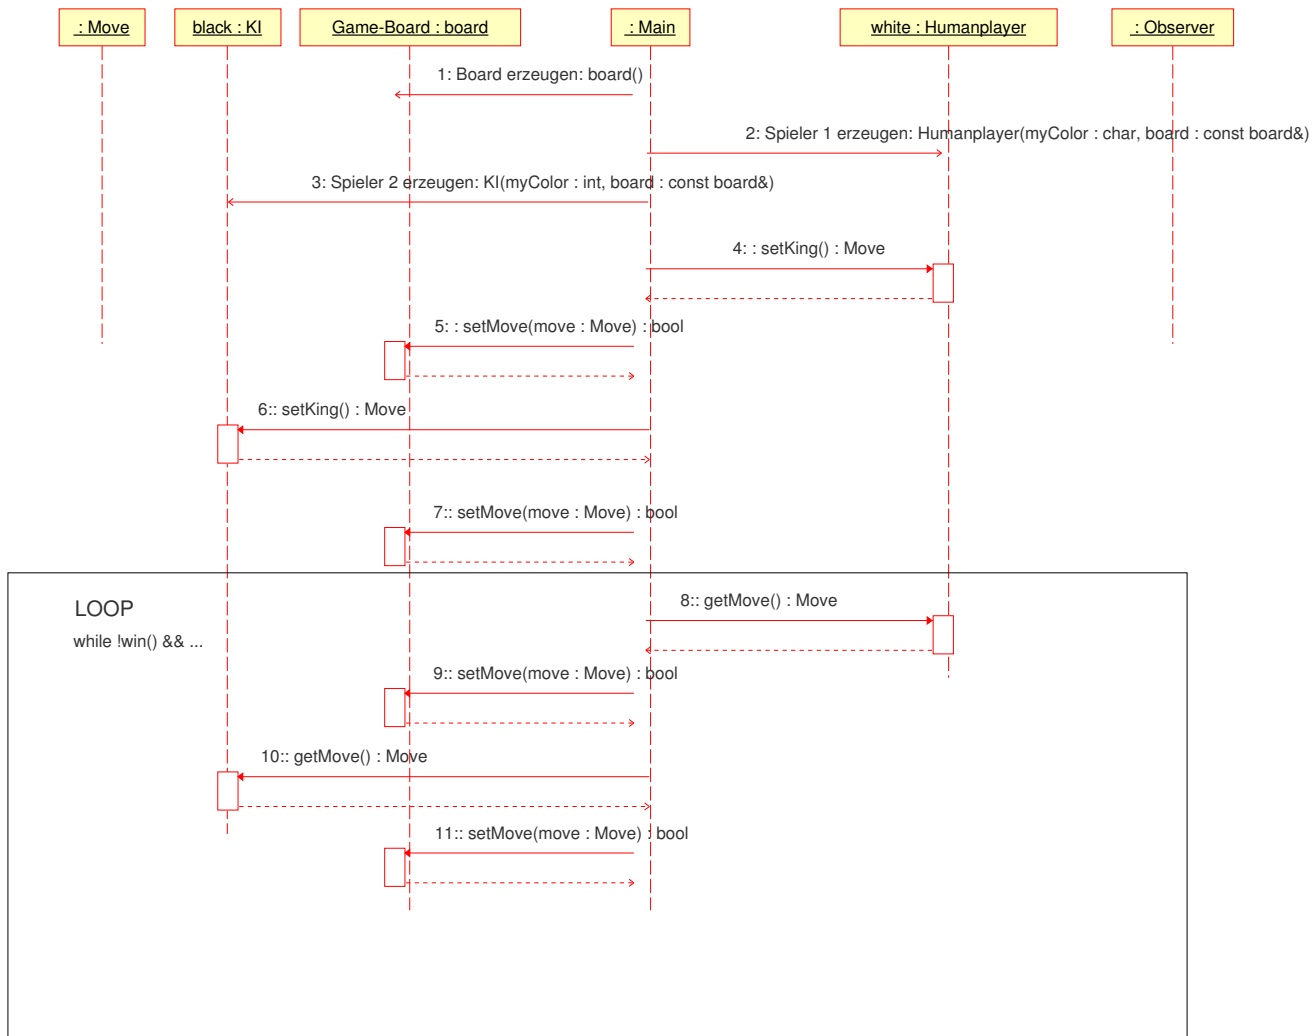 : Move
black : KI
Game-Board : board
: Main
white : Humanplayer
: Observer
1: Board erzeugen: board()
2: Spieler 1 erzeugen: Humanplayer(myColor : char, board : const board&)
3: Spieler 2 erzeugen: KI(myColor : int, board : const board&)
4: : setKing() : Move
5: : setMove(move : Move) : bool
6:: setKing() : Move
7:: setMove(move : Move) : bool
LOOP
8:: getMove() : Move
while !win() && ...
9:: setMove(move : Move) : bool
10:: getMove() : Move
11:: setMove(move : Move) : bool